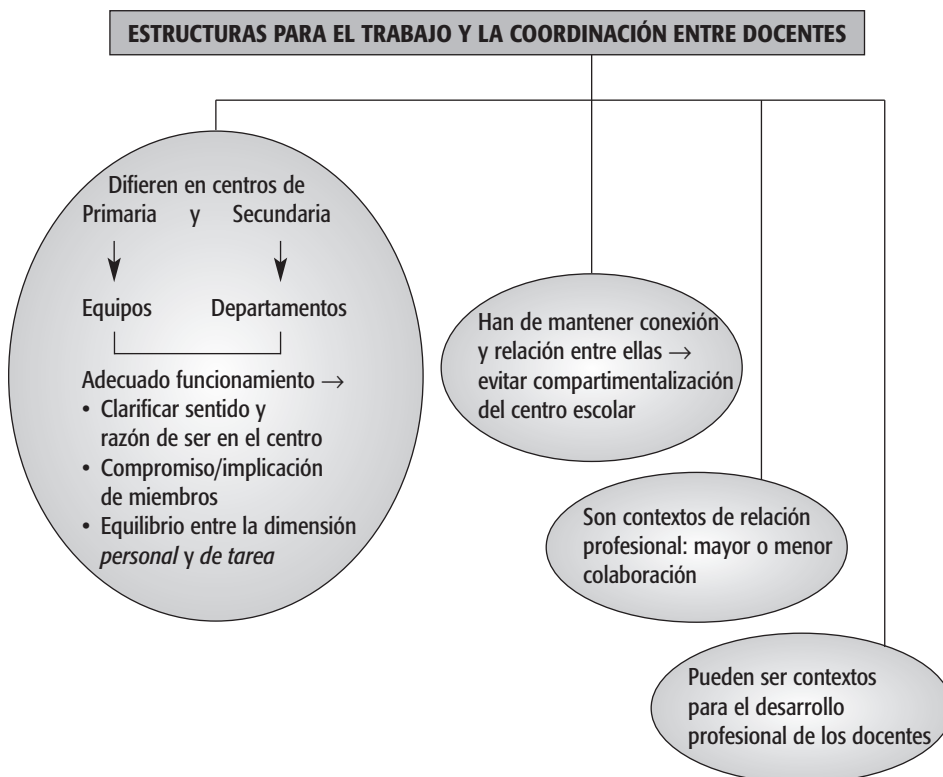 ESTRUCTURAS PARA EL TRABAJO Y LA COORDINACIÓN ENTRE DOCENTES
Difieren en centros de
Primaria y Secundaria
Equipos Departamentos
Adecuado funcionamiento →
• Clarificar sentido y
razón de ser en el centro
• Compromiso/implicación
de miembros
• Equilibrio entre la dimensión
personal y de tarea
Han de mantener conexión
y relación entre ellas →
evitar compartimentalización
del centro escolar
Son contextos de relación
profesional: mayor o menor
colaboración
Pueden ser contextos
para el desarrollo
profesional de los docentes